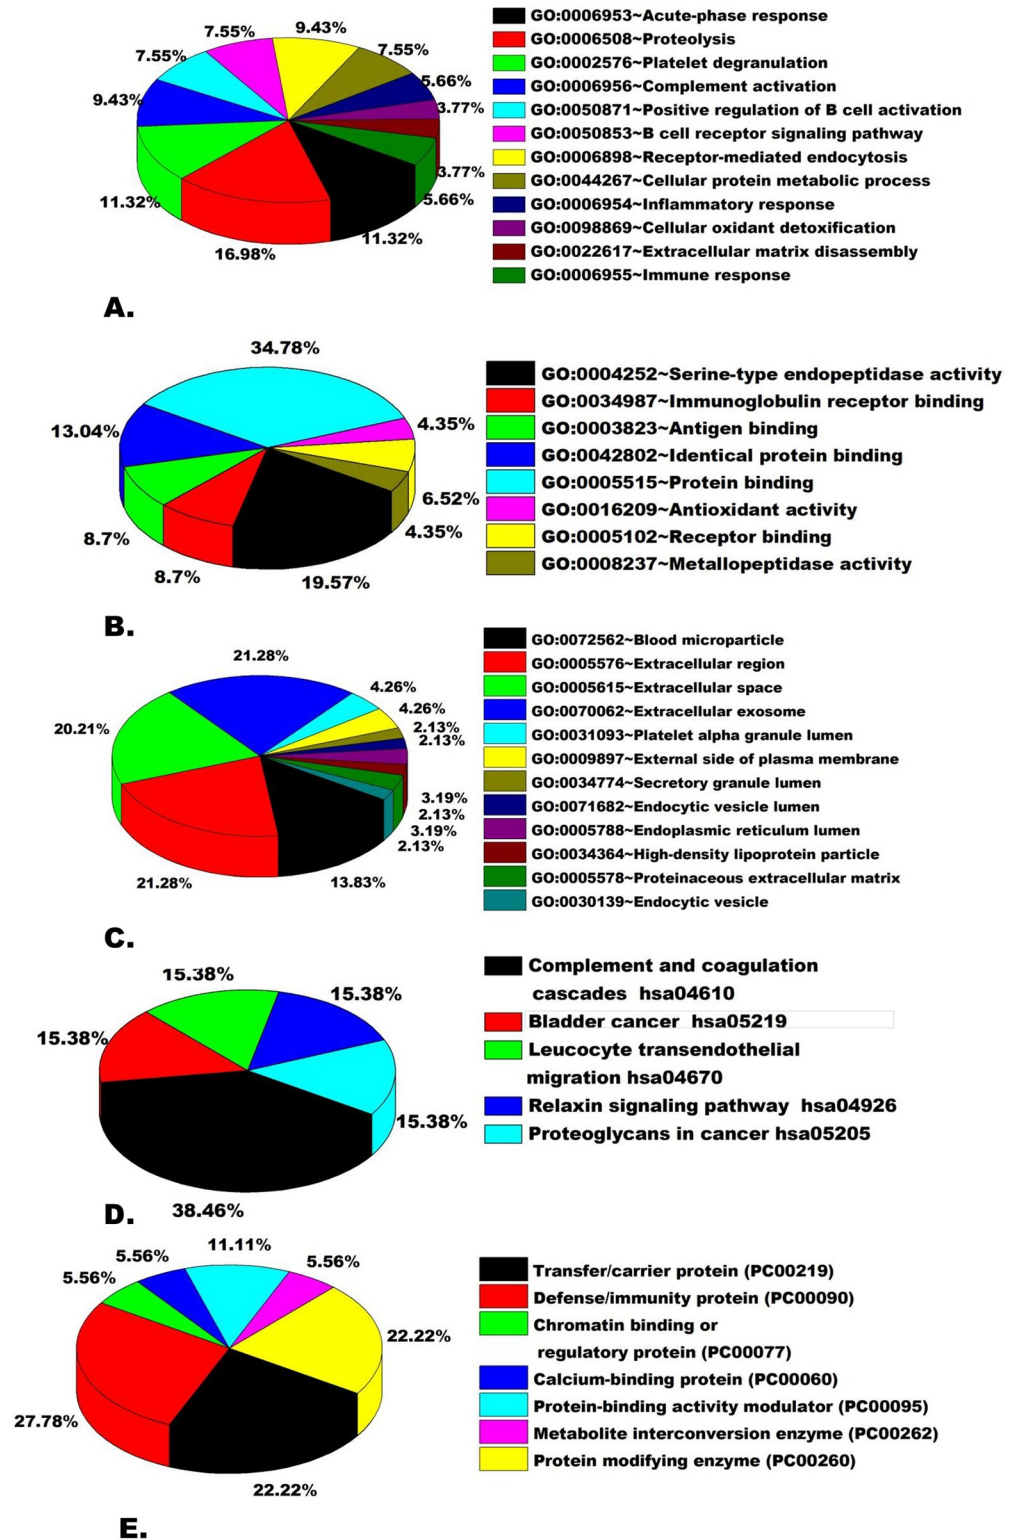 9.43%
7.55%
7.55%
7.55%
9.43%
5.66%
3.77%
3.77%
5.66%
11.32%
11.32%
16.98%
GO:0006953~Acute-phase response
GO:0006508~Proteolysis
GO:0002576~Platelet degranulation
GO:0006956~Complement activation
GO:0050871~Positive regulation of B cell activation
GO:0050853~B cell receptor signaling pathway
GO:0006898~Receptor-mediated endocytosis
GO:0044267~Cellular protein metabolic process
GO:0006954~Inflammatory response
GO:0098869~Cellular oxidant detoxification
GO:0022617~Extracellular matrix disassembly
GO:0006955~Immune response
A.
34.78%
13.04%
4.35%
6.52%
4.35%
8.7%
8.7%
19.57%
GO:0004252~Serine-type endopeptidase activity
GO:0034987~Immunoglobulin receptor binding
GO:0003823~Antigen binding
GO:0042802~Identical protein binding
GO:0005515~Protein binding
GO:0016209~Antioxidant activity
GO:0005102~Receptor binding
GO:0008237~Metallopeptidase activity
B.
21.28%
4.26%
4.26%
20.21%
2.13%
2.13%
3.19%
2.13%
3.19%
2.13%
21.28%
13.83%
GO:0072562~Blood microparticle
GO:0005576~Extracellular region
GO:0005615~Extracellular space
GO:0070062~Extracellular exosome
GO:0031093~Platelet alpha granule lumen
GO:0009897~External side of plasma membrane
GO:0034774~Secretory granule lumen
GO:0071682~Endocytic vesicle lumen
GO:0005788~Endoplasmic reticulum lumen
GO:0034364~High-density lipoprotein particle
GO:0005578~Proteinaceous extracellular matrix
GO:0030139~Endocytic vesicle
C.
15.38%
15.38%
15.38%
15.38%
38.46%
Complement and coagulation
cascades hsa04610
Bladder cancer hsa05219
Leucocyte transendothelial
migration hsa04670
Relaxin signaling pathway hsa04926
Proteoglycans in cancer hsa05205
D.
11.11%
5.56%
5.56%
5.56%
22.22%
27.78%
22.22%
Transfer/carrier protein (PC00219)
Defense/immunity protein (PC00090)
Chromatin binding or
regulatory protein (PC00077)
Calcium-binding protein (PC00060)
Protein-binding activity modulator (PC00095)
Metabolite interconversion enzyme (PC00262)
Protein modifying enzyme (PC00260)
E.